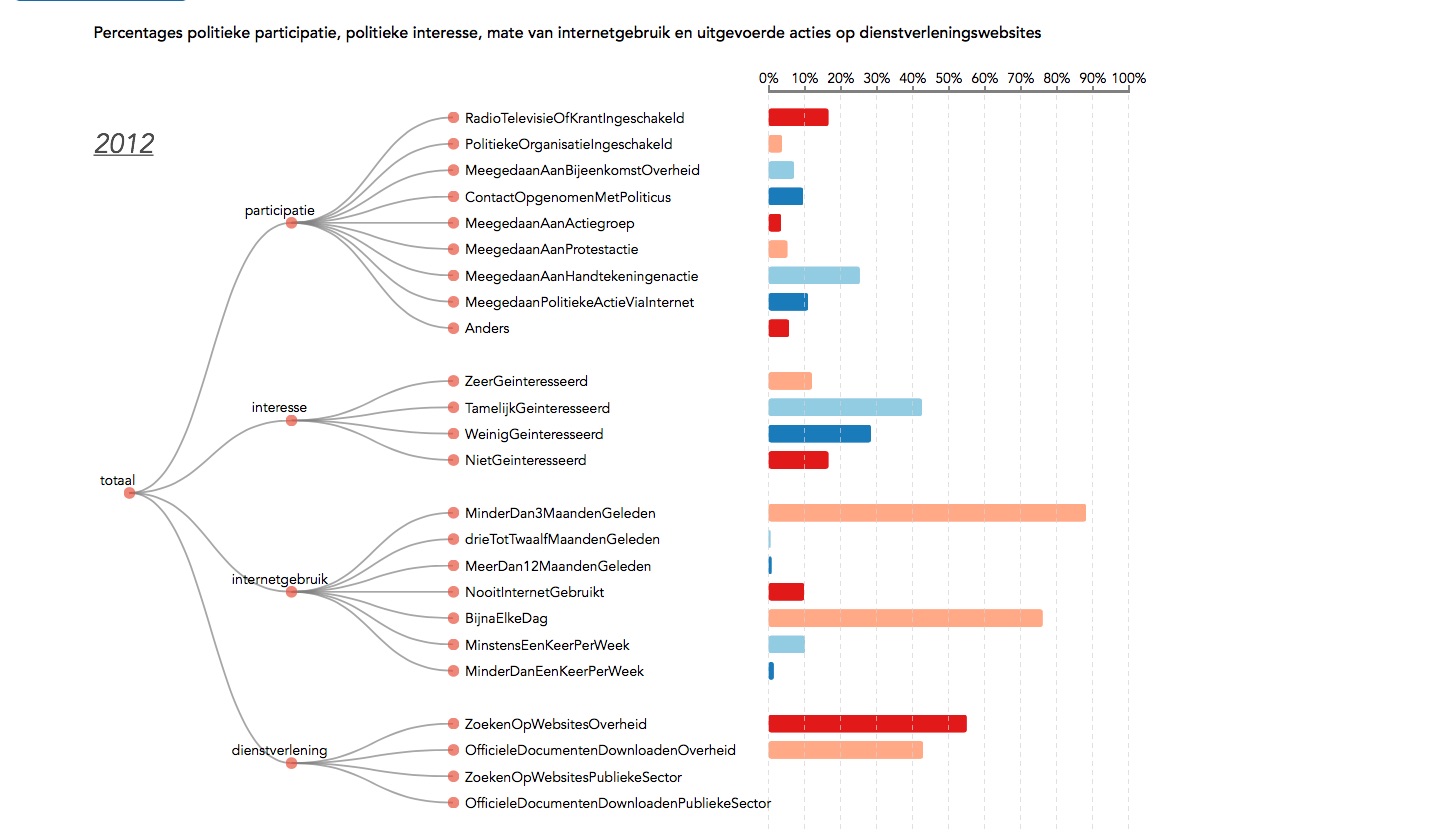 Percentages politieke participatie, politieke interesse, mate van internetgebruik en uitgevoerde acties op dienstverleningswebsites
0% 10% 20% 30% 40% 50% 60% 70% 80% 90% 100%
2012
RadioTelevisieOfKrantIngeschakeld
PolitiekeOrganisatieIngeschakeld
MeegedaanAanBijeenkomstOverheid
ContactOpgenomenMetPoliticus
participatie
MeegedaanAanActiegroep
MeegedaanAanProtestactie
MeegedaanAanHandtekeningenactie
MeegedaanPolitiekeActieViaInternet
Anders
ZeerGeinteresseerd
interesse
TamelijkGeinteresseerd
WeinigGeinteresseerd
NietGeinteresseerd
totaal
MinderDan3MaandenGeleden
drieTotTwaalfMaandenGeleden
MeerDan12MaandenGeleden
internetgebruik
NooitInternetGebruikt
BijnaElkeDag
MinstensEenKeerPerWeek
MinderDanEenKeerPerWeek
ZoekenOpWebsitesOverheid
dienstverlening
OfficieleDocumentenDownloadenOverheid
ZoekenOpWebsitesPubliekeSector
OfficieleDocumentenDownloadenPubliekeSector